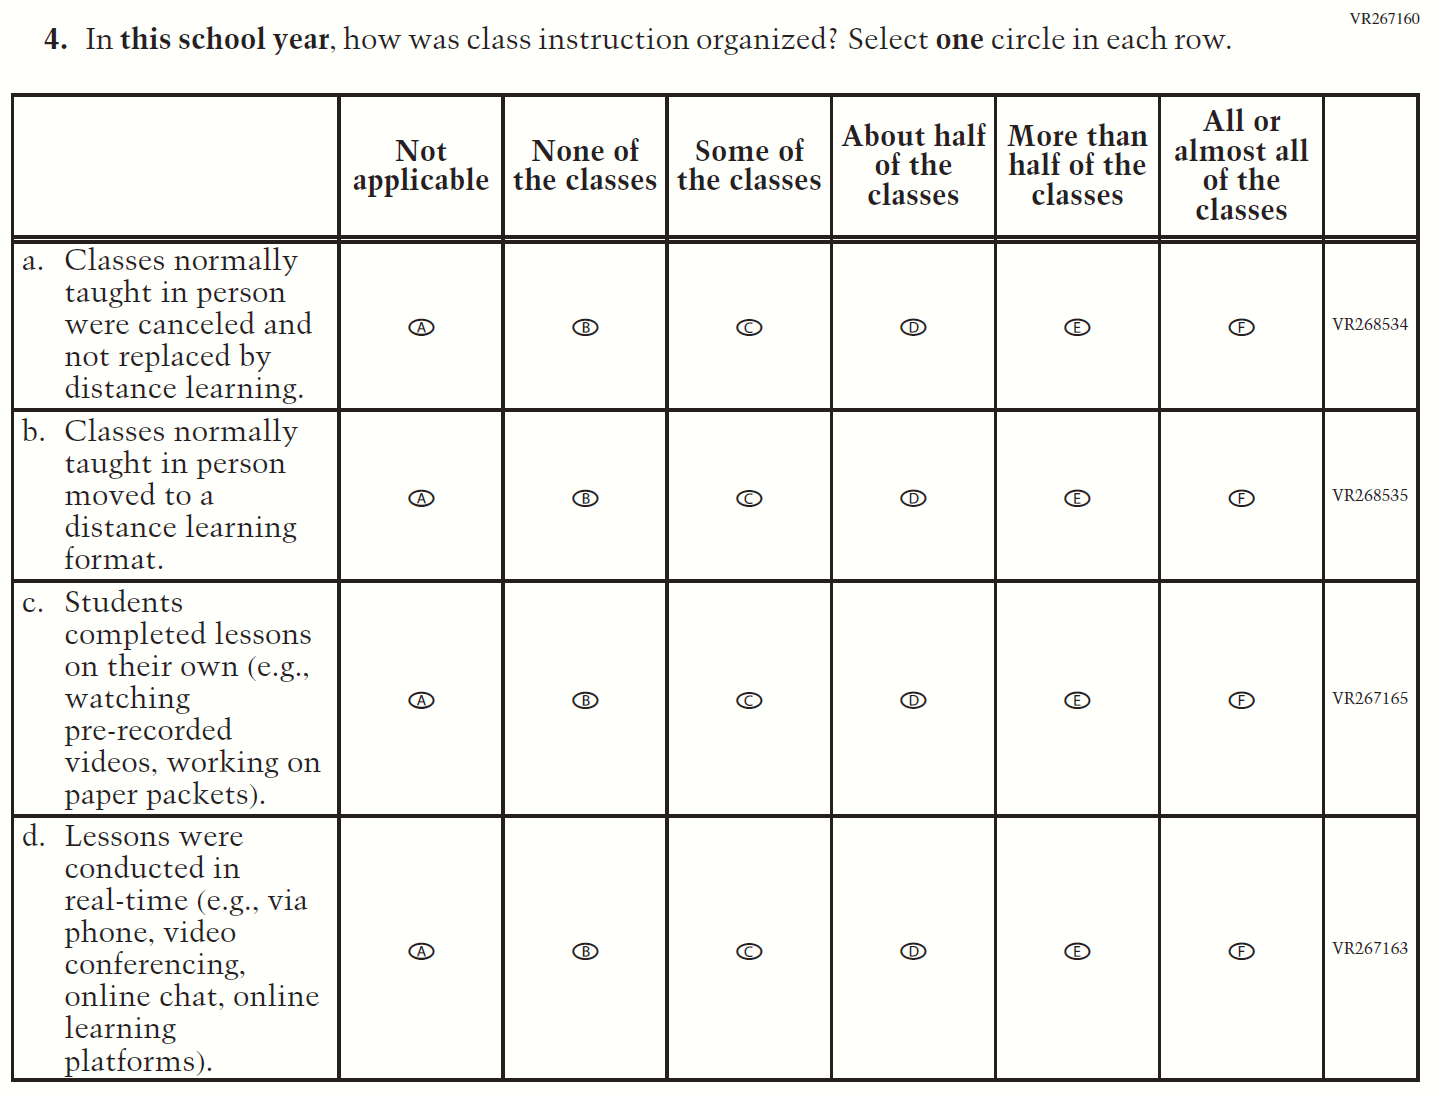 VR267160
4. In this school year, how was class instruction organized? Select one circle in each row.
Not
applicable
None of
the classes
Some of
the classes
About half
of the
classes
More than
half of the
classes
All or
almost all
of the
classes
a. Classes normally
taught in person
were canceled and
not replaced by
distance learning.
A B C D E F VR268534
b. Classes normally
taught in person
moved to a
distance learning
format.
A B C D E F VR268535
c. Students
completed lessons
on their own (e.g.,
watching
pre-recorded
videos, working on
paper packets).
A B C D E F VR267165
d. Lessons were
conducted in
real-time (e.g., via
phone, video
conferencing,
online chat, online
learning
platforms).
A B C D E F VR267163